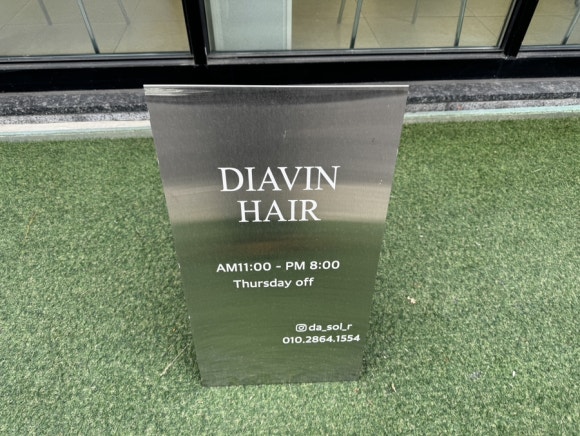 DIAVIN
HAIR
AM11:00 - PM 8:00
Thursday off
da_sol_r
010.2864.1554